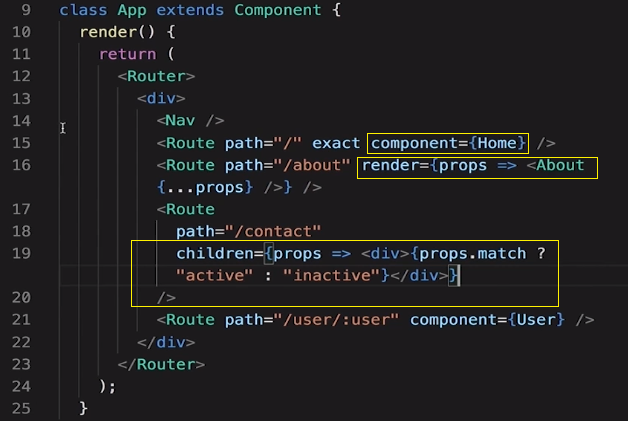 9 class App extends Component {
10 render() {
11 return (
12 <Router>
13 <div>
14 <Nav />
15 <Route path="/" exact component={Home} />
16 <Route path="/about" render={props => <About
{...props} />} />
17 <Route
18 path="/contact"
19 children={props => <div>{props.match ?
"active" : "inactive"}</div>}
20 />
21 <Route path="/user/:user" component={User} />
22 </div>
23 </Router>
24 );
25 }